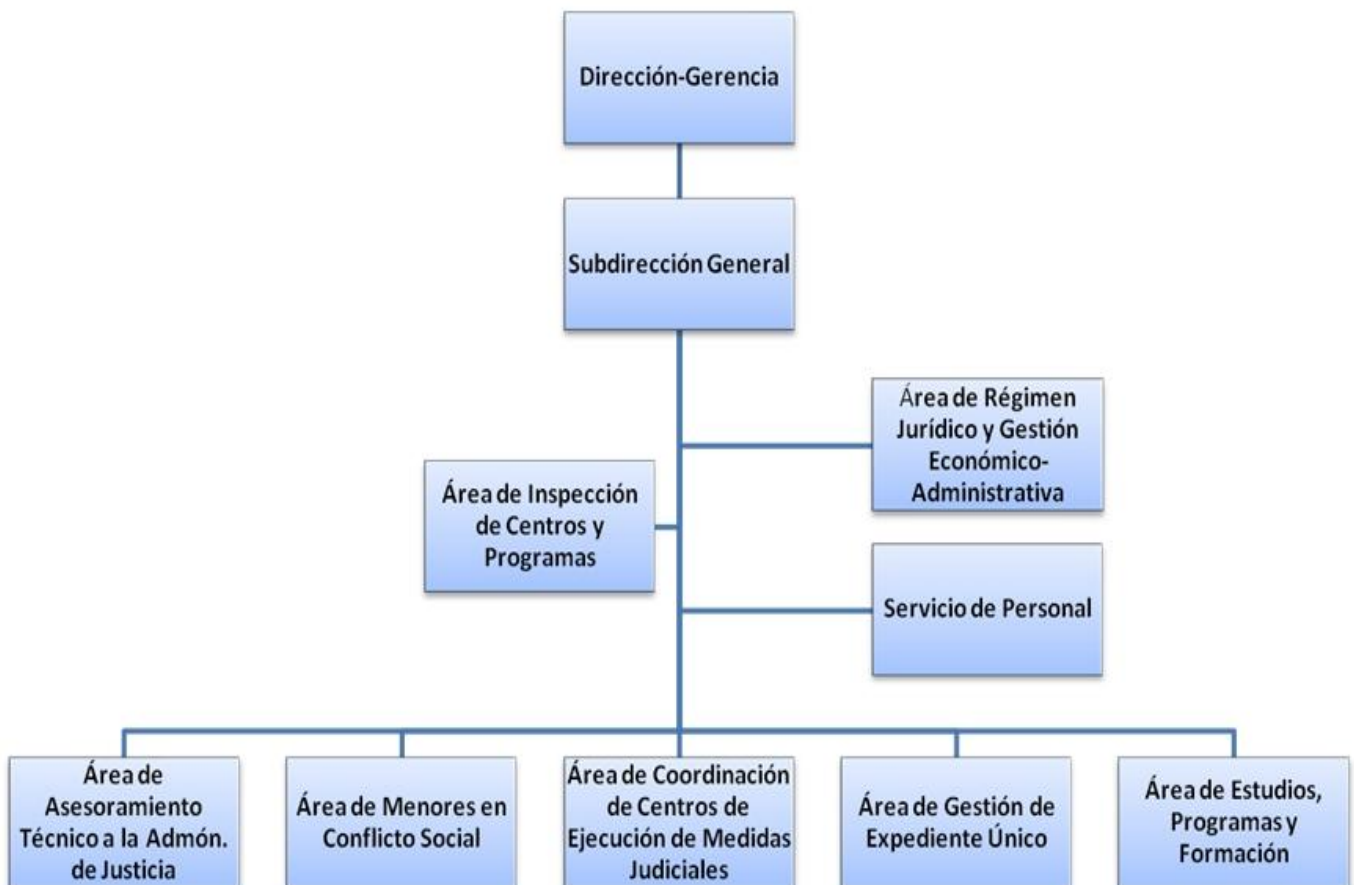 Dirección-Gerencia
Subdirección General
Área de Régimen
Jurídico y Gestión
Económico-
Administrativa
Área de Inspección
de Centros y
Programas
Servicio de Personal
Área de
Asesoramiento
Técnico a la Admón.
de Justicia
Área de Menores en
Conflicto Social
Área de Coordinación
de Centros de
Ejecución de Medidas
Judiciales
Área de Gestión de
Expediente Único
Área de Estudios,
Programas y
Formación